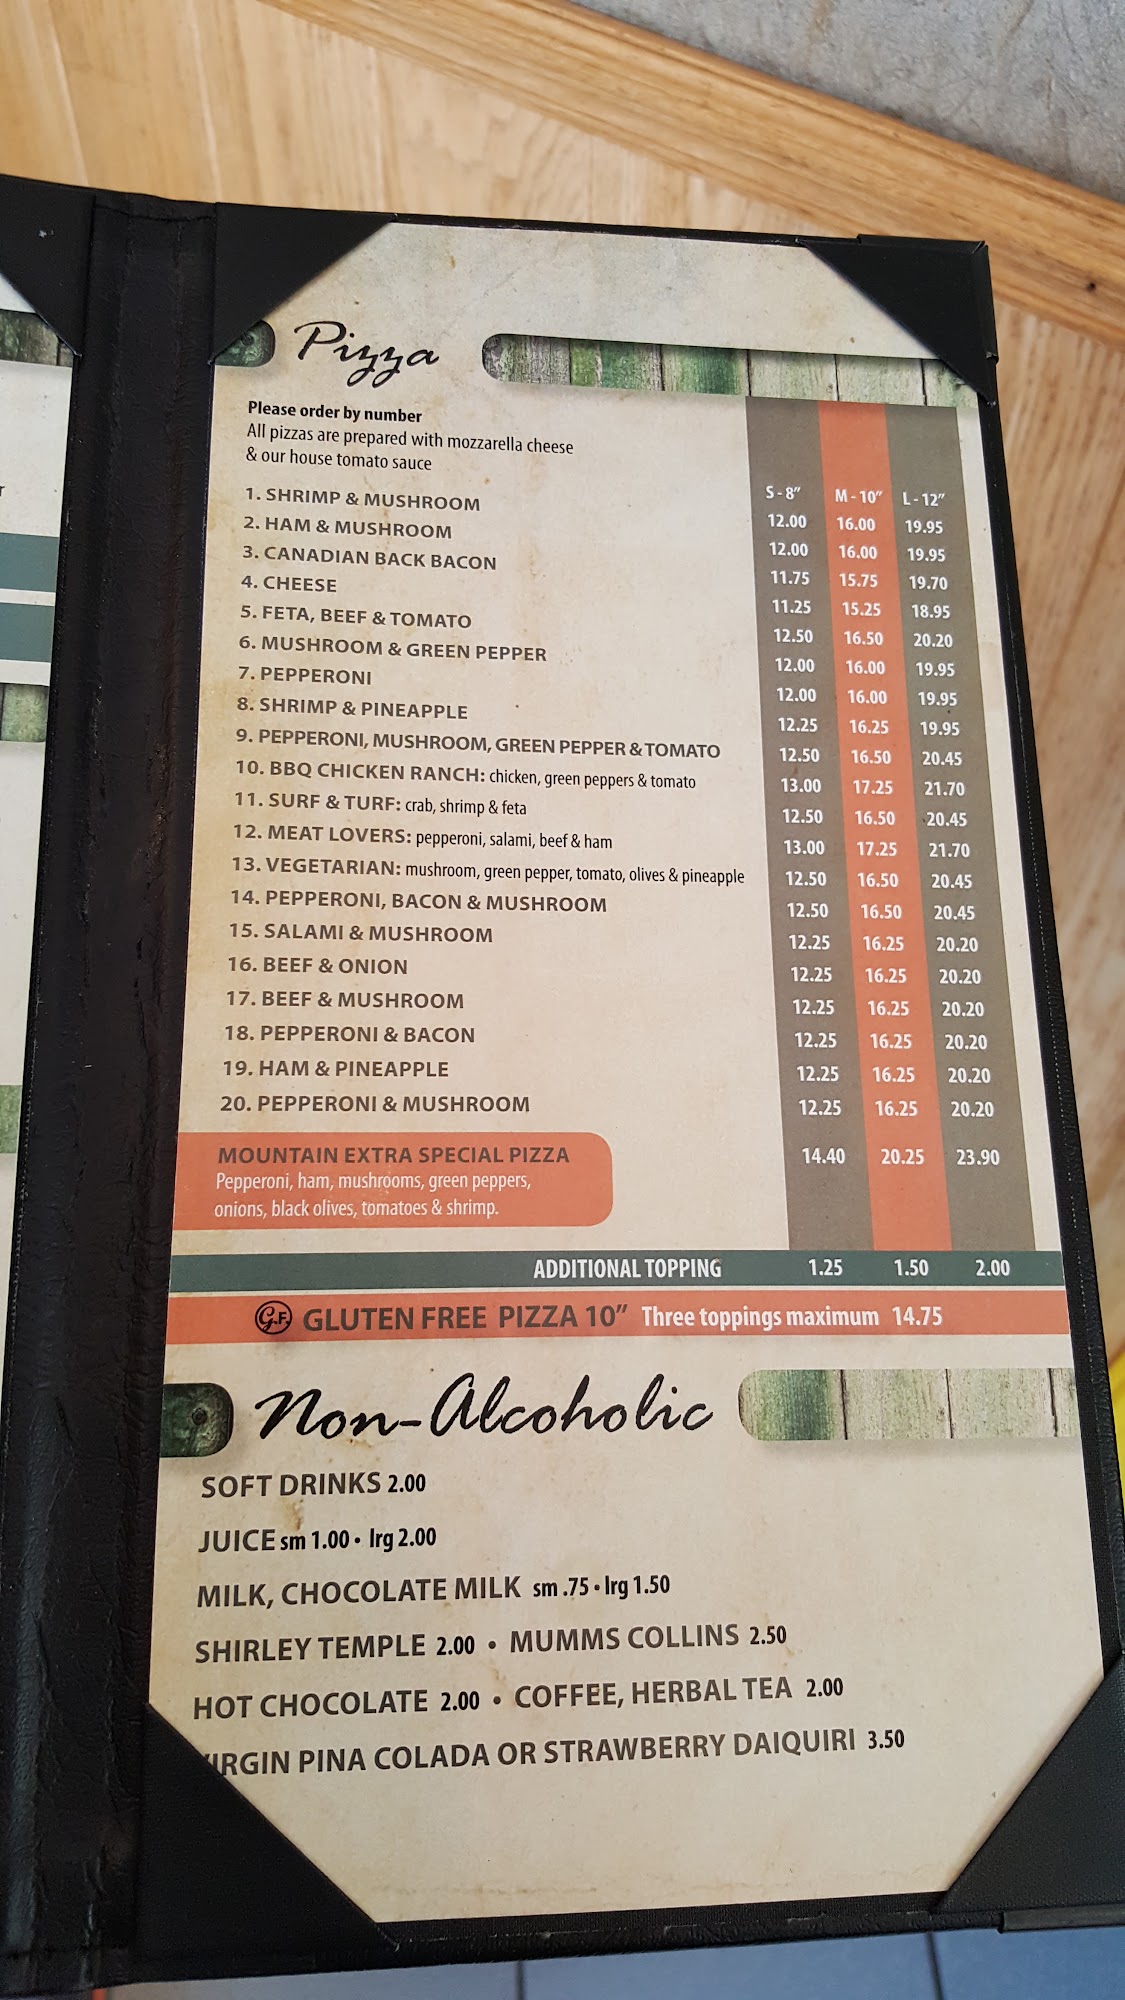 Pizza
Please order by number
All pizzas are prepared with mozzarella cheese
& our house tomato sauce
S - 8" M - 10" L - 12"
1. SHRIMP & MUSHROOM 12.00 16.00 19.95
2. HAM & MUSHROOM 12.00 16.00 19.95
3. CANADIAN BACK BACON 11.75 15.75 19.70
4. CHEESE 11.25 15.25 18.95
5. FETA, BEEF & TOMATO 12.50 16.50 20.20
6. MUSHROOM & GREEN PEPPER 12.00 16.00 19.95
7. PEPPERONI 12.00 16.00 19.95
8. SHRIMP & PINEAPPLE 12.25 16.25 19.95
9. PEPPERONI, MUSHROOM, GREEN PEPPER & TOMATO 12.50 16.50 20.45
10. BBQ CHICKEN RANCH: chicken, green peppers & tomato 13.00 17.25 21.70
11. SURF & TURF: crab, shrimp & feta 12.50 16.50 20.45
12. MEAT LOVERS: pepperoni, salami, beef & ham 13.00 17.25 21.70
13. VEGETARIAN: mushroom, green pepper, tomato, olives & pineapple 12.50 16.50 20.45
14. PEPPERONI, BACON & MUSHROOM 12.50 16.50 20.45
15. SALAMI & MUSHROOM 12.25 16.25 20.20
16. BEEF & ONION 12.25 16.25 20.20
17. BEEF & MUSHROOM 12.25 16.25 20.20
18. PEPPERONI & BACON 12.25 16.25 20.20
19. HAM & PINEAPPLE 12.25 16.25 20.20
20. PEPPERONI & MUSHROOM 12.25 16.25 20.20
MOUNTAIN EXTRA SPECIAL PIZZA 14.40 20.25 23.90
Pepperoni, ham, mushrooms, green peppers,
onions, black olives, tomatoes & shrimp.
ADDITIONAL TOPPING 1.25 1.50 2.00
G.F. GLUTEN FREE PIZZA 10" Three toppings maximum 14.75
Non-Alcoholic
SOFT DRINKS 2.00
JUICE sm 1.00 • lrg 2.00
MILK, CHOCOLATE MILK sm .75 • lrg 1.50
SHIRLEY TEMPLE 2.00 • MUMMS COLLINS 2.50
HOT CHOCOLATE 2.00 • COFFEE, HERBAL TEA 2.00
VIRGIN PINA COLADA OR STRAWBERRY DAIQUIRI 3.50